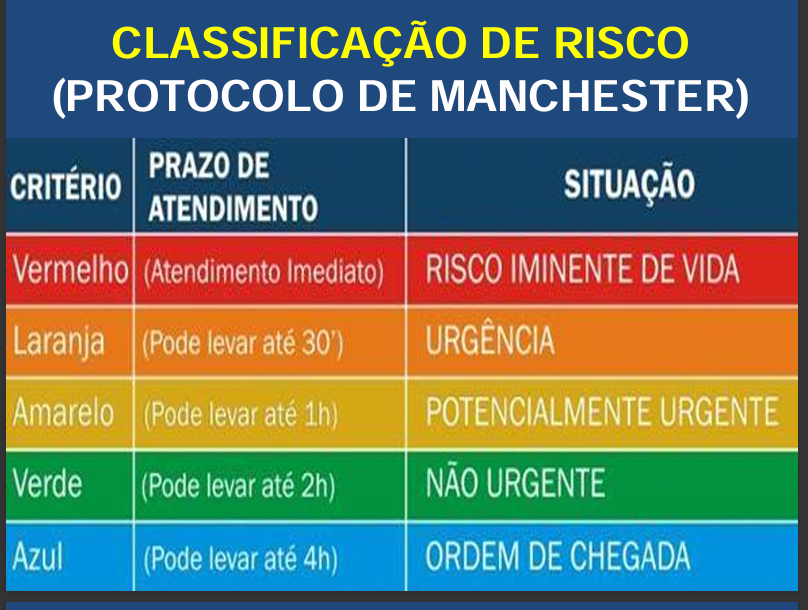 CLASSIFICAÇÃO DE RISCO
(PROTOCOLO DE MANCHESTER)
CRITÉRIO PRAZO DE ATENDIMENTO SITUAÇÃO
Vermelho (Atendimento Imediato) RISCO IMINENTE DE VIDA
Laranja (Pode levar até 30') URGÊNCIA
Amarelo (Pode levar até 1h) POTENCIALMENTE URGENTE
Verde (Pode levar até 2h) NÃO URGENTE
Azul (Pode levar até 4h) ORDEM DE CHEGADA